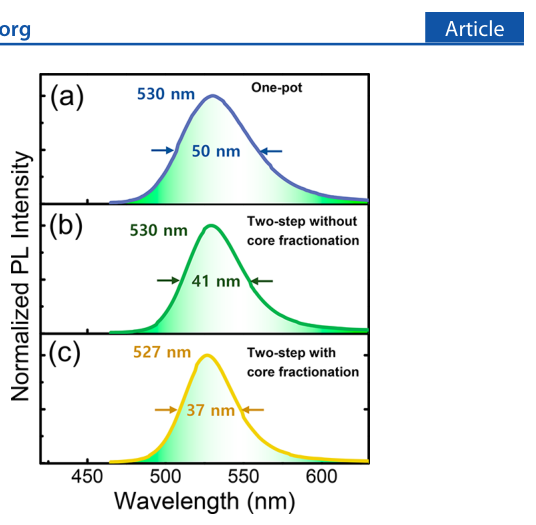 org
Article
(a)
530 nm
One-pot
50 nm
(b)
530 nm
Two-step without
core fractionation
41 nm
(c)
527 nm
Two-step with
core fractionation
37 nm
Normalized PL Intensity
450 500 550 600
Wavelength (nm)